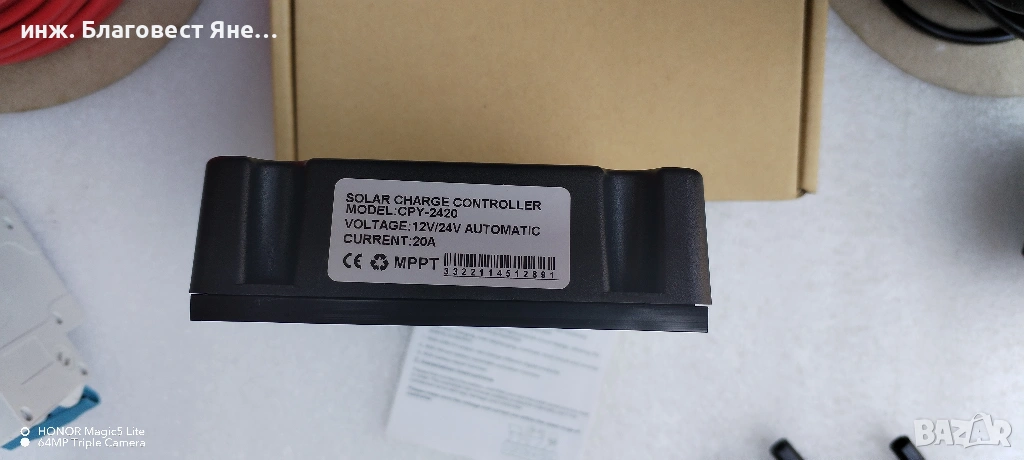 инж. Благовест Яне...
SOLAR CHARGE CONTROLLER
MODEL:CPY-2420
VOLTAGE:12V/24V AUTOMATIC
CURRENT:20A
CE MPPT
3322114512891
HONOR Magic5 Lite
64MP Triple Camera
BAZAR